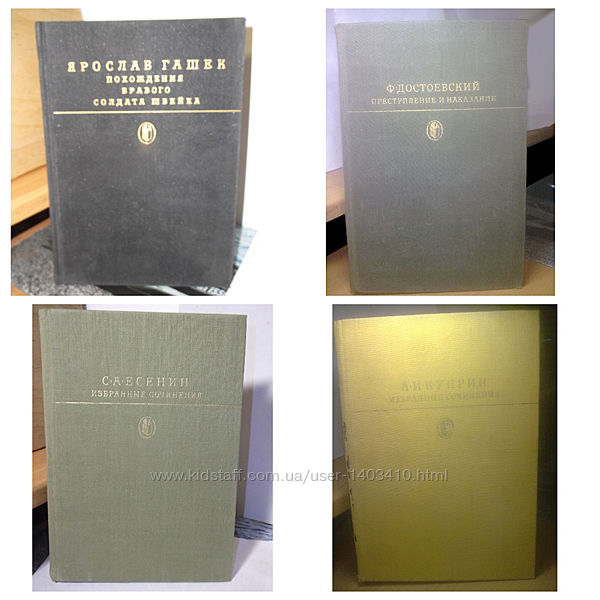 ЯРОСЛАВ ГАШЕК
ПОХОЖДЕНИЯ
БРАВОГО
СОЛДАТА ШВЕЙКА
Ф. ДОСТОЕВСКИЙ
ПРЕСТУПЛЕНИЕ И НАКАЗАНИЕ
С·А·ЕСЕНИН
ИЗБРАННЫЕ СОЧИНЕНИЯ
А·И·КУПРИН
ИЗБРАННЫЕ СОЧИНЕНИЯ
www.kidstaff.com.ua/user-1403410.html